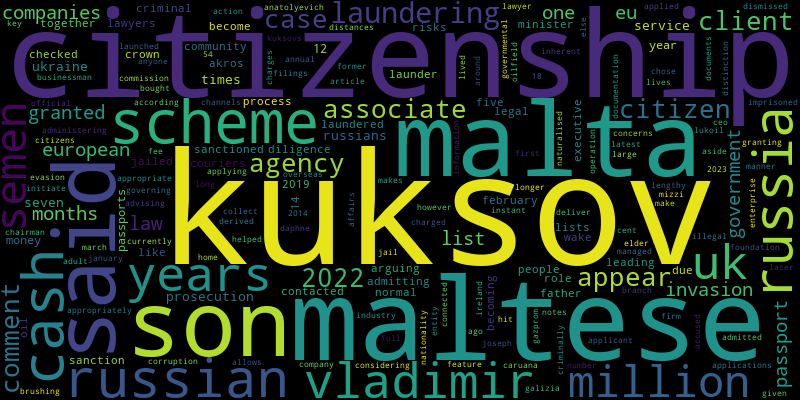 companies criminal action anatolyevich key together lawyers become lawyer applied dismissed times
laundering case one eu minister risks service client
checked ukraine businessman community 54 akros crown 12 launder lived year
citizenship
granted scheme associate citizen
semen european sanctioned diligence russians laundered five legal executive
malta
said jailed couriers agency
kuksov
seven months passports law 2019 2014 february list
money cash years 2022 uk appear invasion
comment oil son maltese passport
russian vladimir million
russia government
prosecution contacted arguing admitting normal father people role leading due
sanction corruption brushing company considering feature caruana galizia daphne joseph mizzi
ireland connected entity nationality becoming hit ago industry
gazprom notes firm admitted accused branch managed elder
foundation enterprise granting 2023 lukoil ceo
documentation naturalised information operation concerns latest large aside
official administering citizens evasion initiate governing advising chairman
march january adult appropriately appropriate applying fee according
home helped derived collect overseas channels annual filings charges
article former commission bought launched anyone
process inherent around 18 else documents distinction lives chose imprisoned
wake lists however charged jail instant deliver affairs
makes longer lengthy make cent illegal later
applicant number applications given allows full criminally